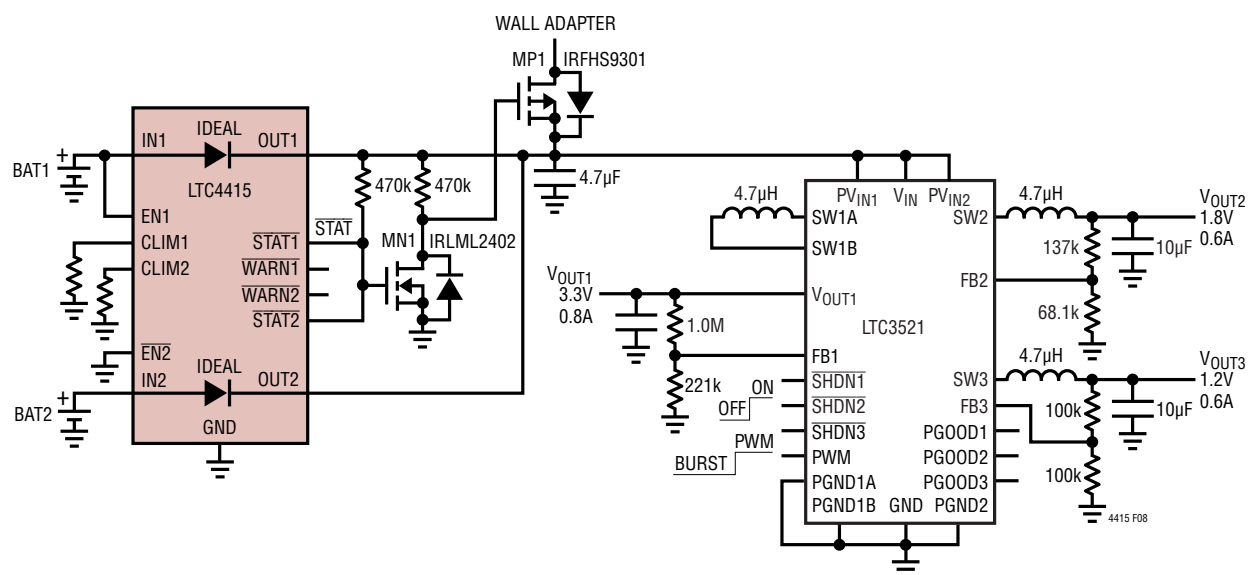 WALL ADAPTER
MP1 IRFHS9301
IDEAL
IN1 OUT1
BAT1
+
LTC4415
470k 470k
4.7µF
EN1
CLIM1
CLIM2
STAT1
WARN1
WARN2
STAT2
STAT
MN1 IRLML2402
EN2
IDEAL
IN2 OUT2
BAT2
+
GND
4.7µH
PVIN1 VIN PVIN2
SW1A
SW1B
VOUT1
3.3V
0.8A
1.0M
221k
VOUT1
LTC3521
FB1
SHDN1
SHDN2
SHDN3
PWM
PGND1A
PGND1B GND PGND2
ON
OFF
PWM
BURST
SW2
FB2
SW3
FB3
PGOOD1
PGOOD2
PGOOD3
4.7µH
VOUT2
1.8V
0.6A
137k
10µF
68.1k
4.7µH
VOUT3
1.2V
0.6A
100k
10µF
100k
4415 F08